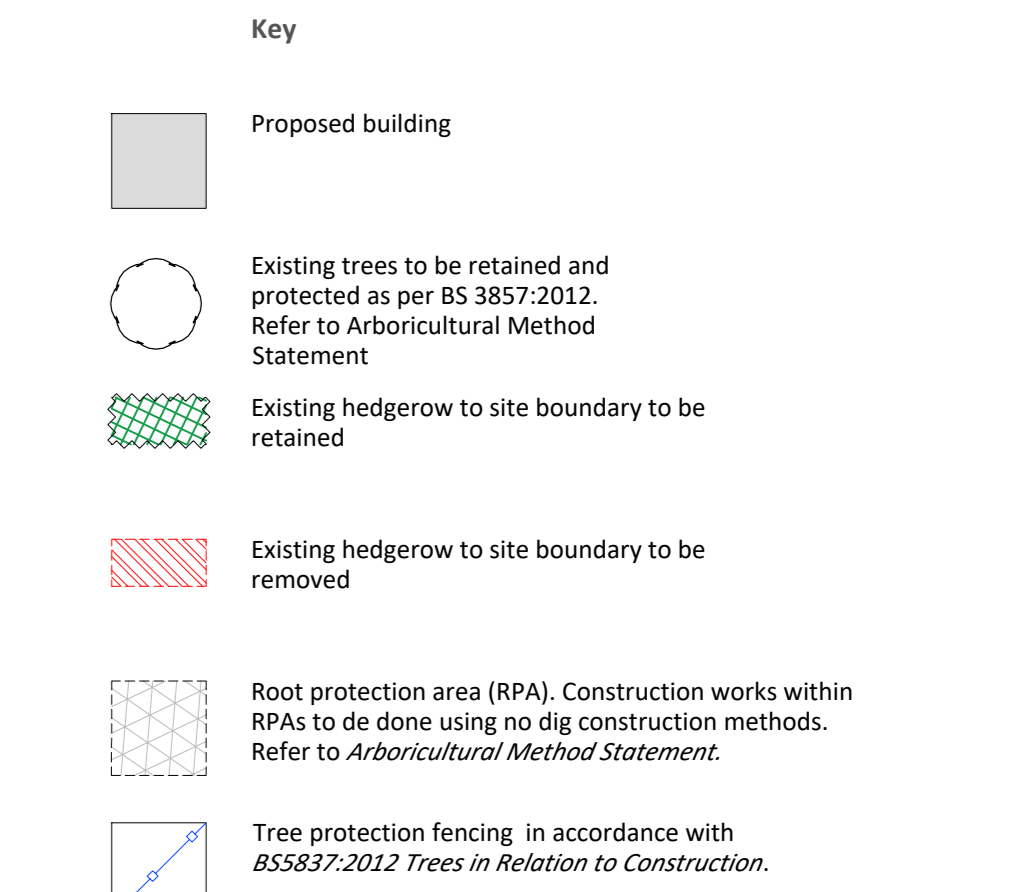 Key
Proposed building
Existing trees to be retained and
protected as per BS 3857:2012.
Refer to Arboricultural Method
Statement
Existing hedgerow to site boundary to be
retained
Existing hedgerow to site boundary to be
removed
Root protection area (RPA). Construction works within
RPAs to de done using no dig construction methods.
Refer to Arboricultural Method Statement.
Tree protection fencing in accordance with
BS5837:2012 Trees in Relation to Construction.